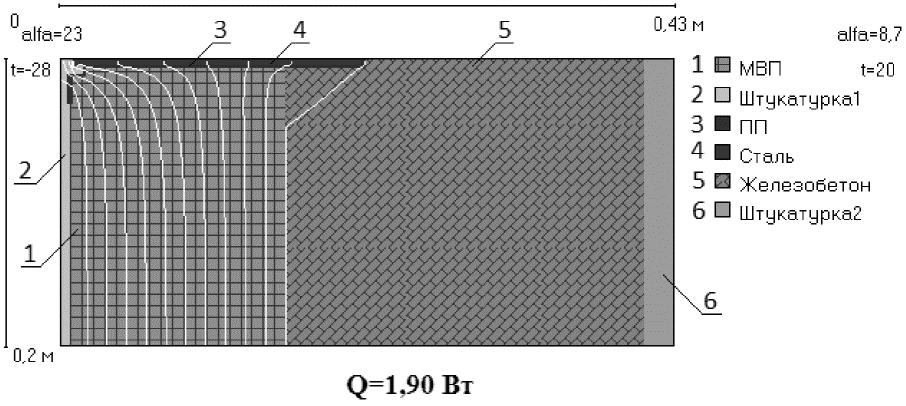 0
0,43 м
alfa=23
3
4
5
alfa=8,7
t=-28
t=20
1 МВП
2 Штукатурка1
3 ПП
4 Сталь
5 Железобетон
6 Штукатурка2
2
1
6
0,2 м
Q=1,90 Вт